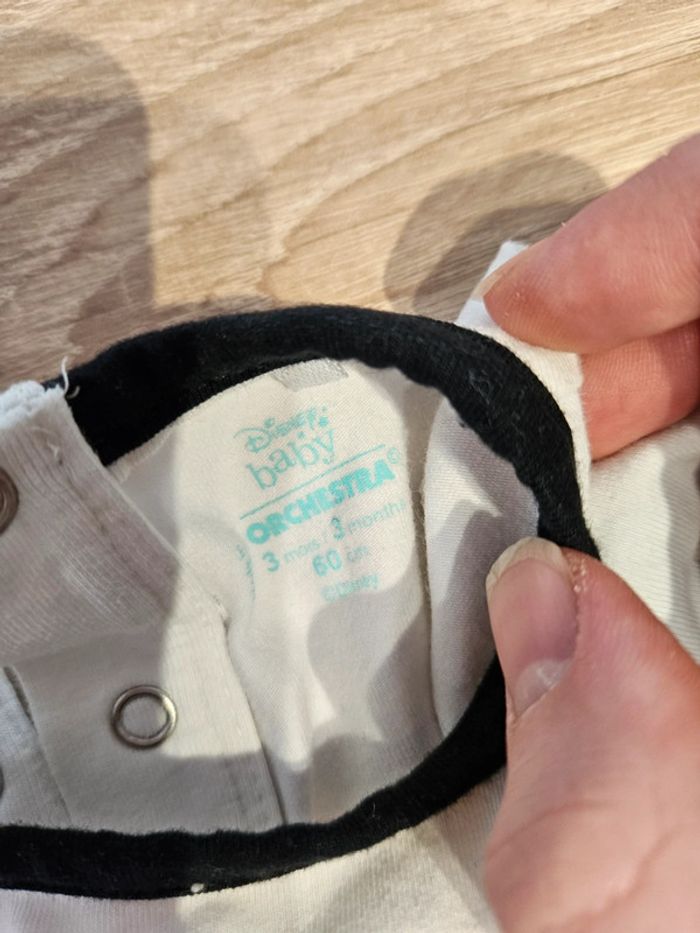 Disney
baby
ORCHESTRA©
3 mois / 3 months
60 cm
©Disney